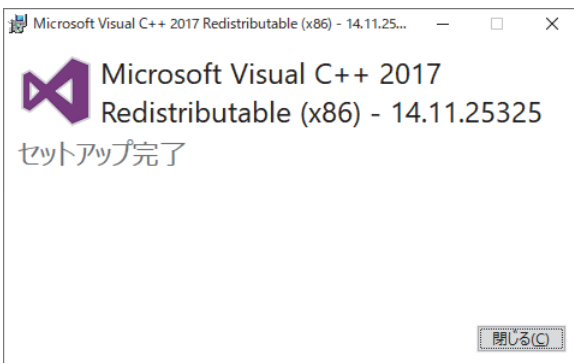 Microsoft Visual C++ 2017 Redistributable (x86) - 14.11.25...
Microsoft Visual C++ 2017
Redistributable (x86) - 14.11.25325
セットアップ完了
閉じる(C)